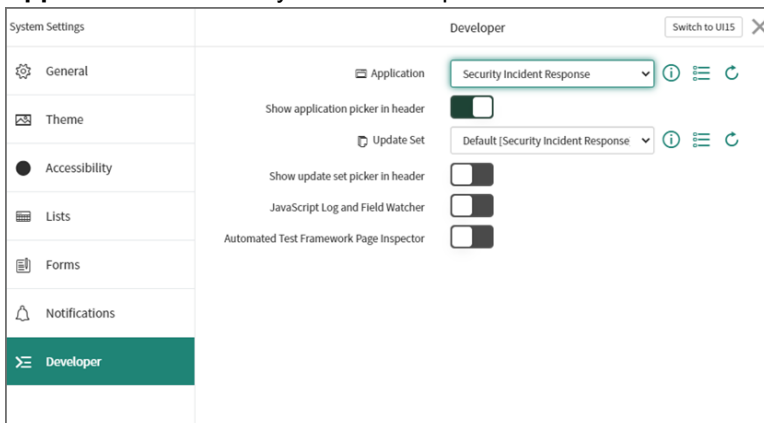 System Settings
Developer
Switch to UI15
General
Theme
Accessibility
Lists
Forms
Notifications
Developer
Application
Security Incident Response
Show application picker in header
Update Set
Default [Security Incident Response
Show update set picker in header
JavaScript Log and Field Watcher
Automated Test Framework Page Inspector